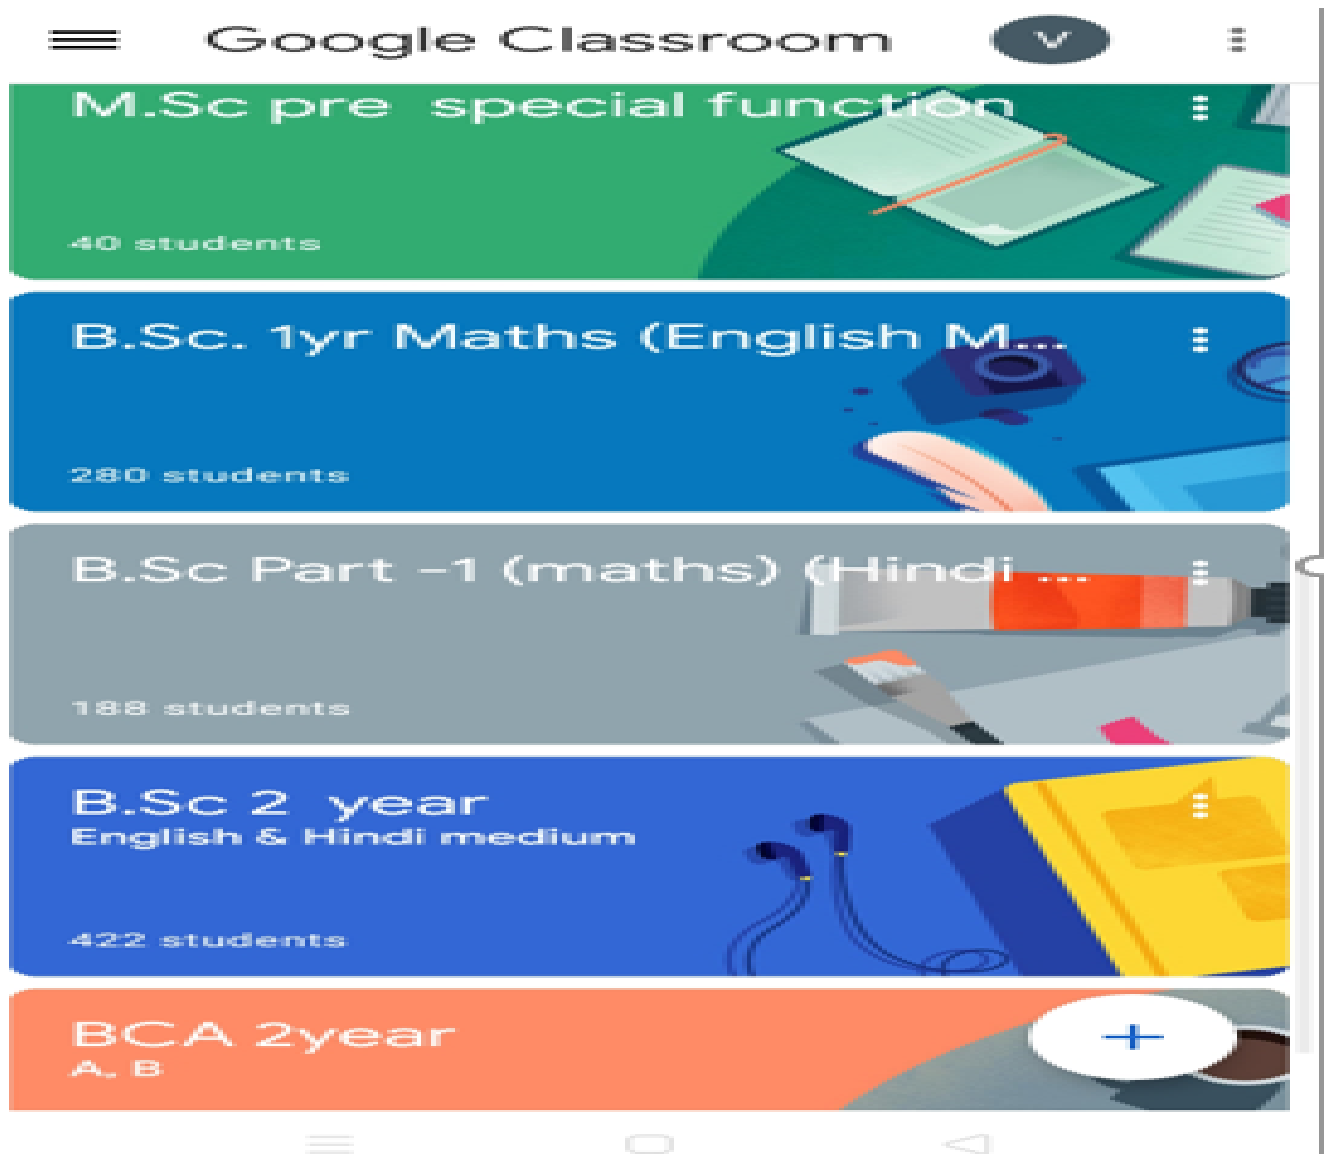 Google Classroom
V
M.Sc pre special function
40 students
B.Sc. 1yr Maths (English M...
280 students
B.Sc Part -1 (maths) (Hindi ...
188 students
B.Sc 2 year
English & Hindi medium
422 students
BCA 2year
A, B